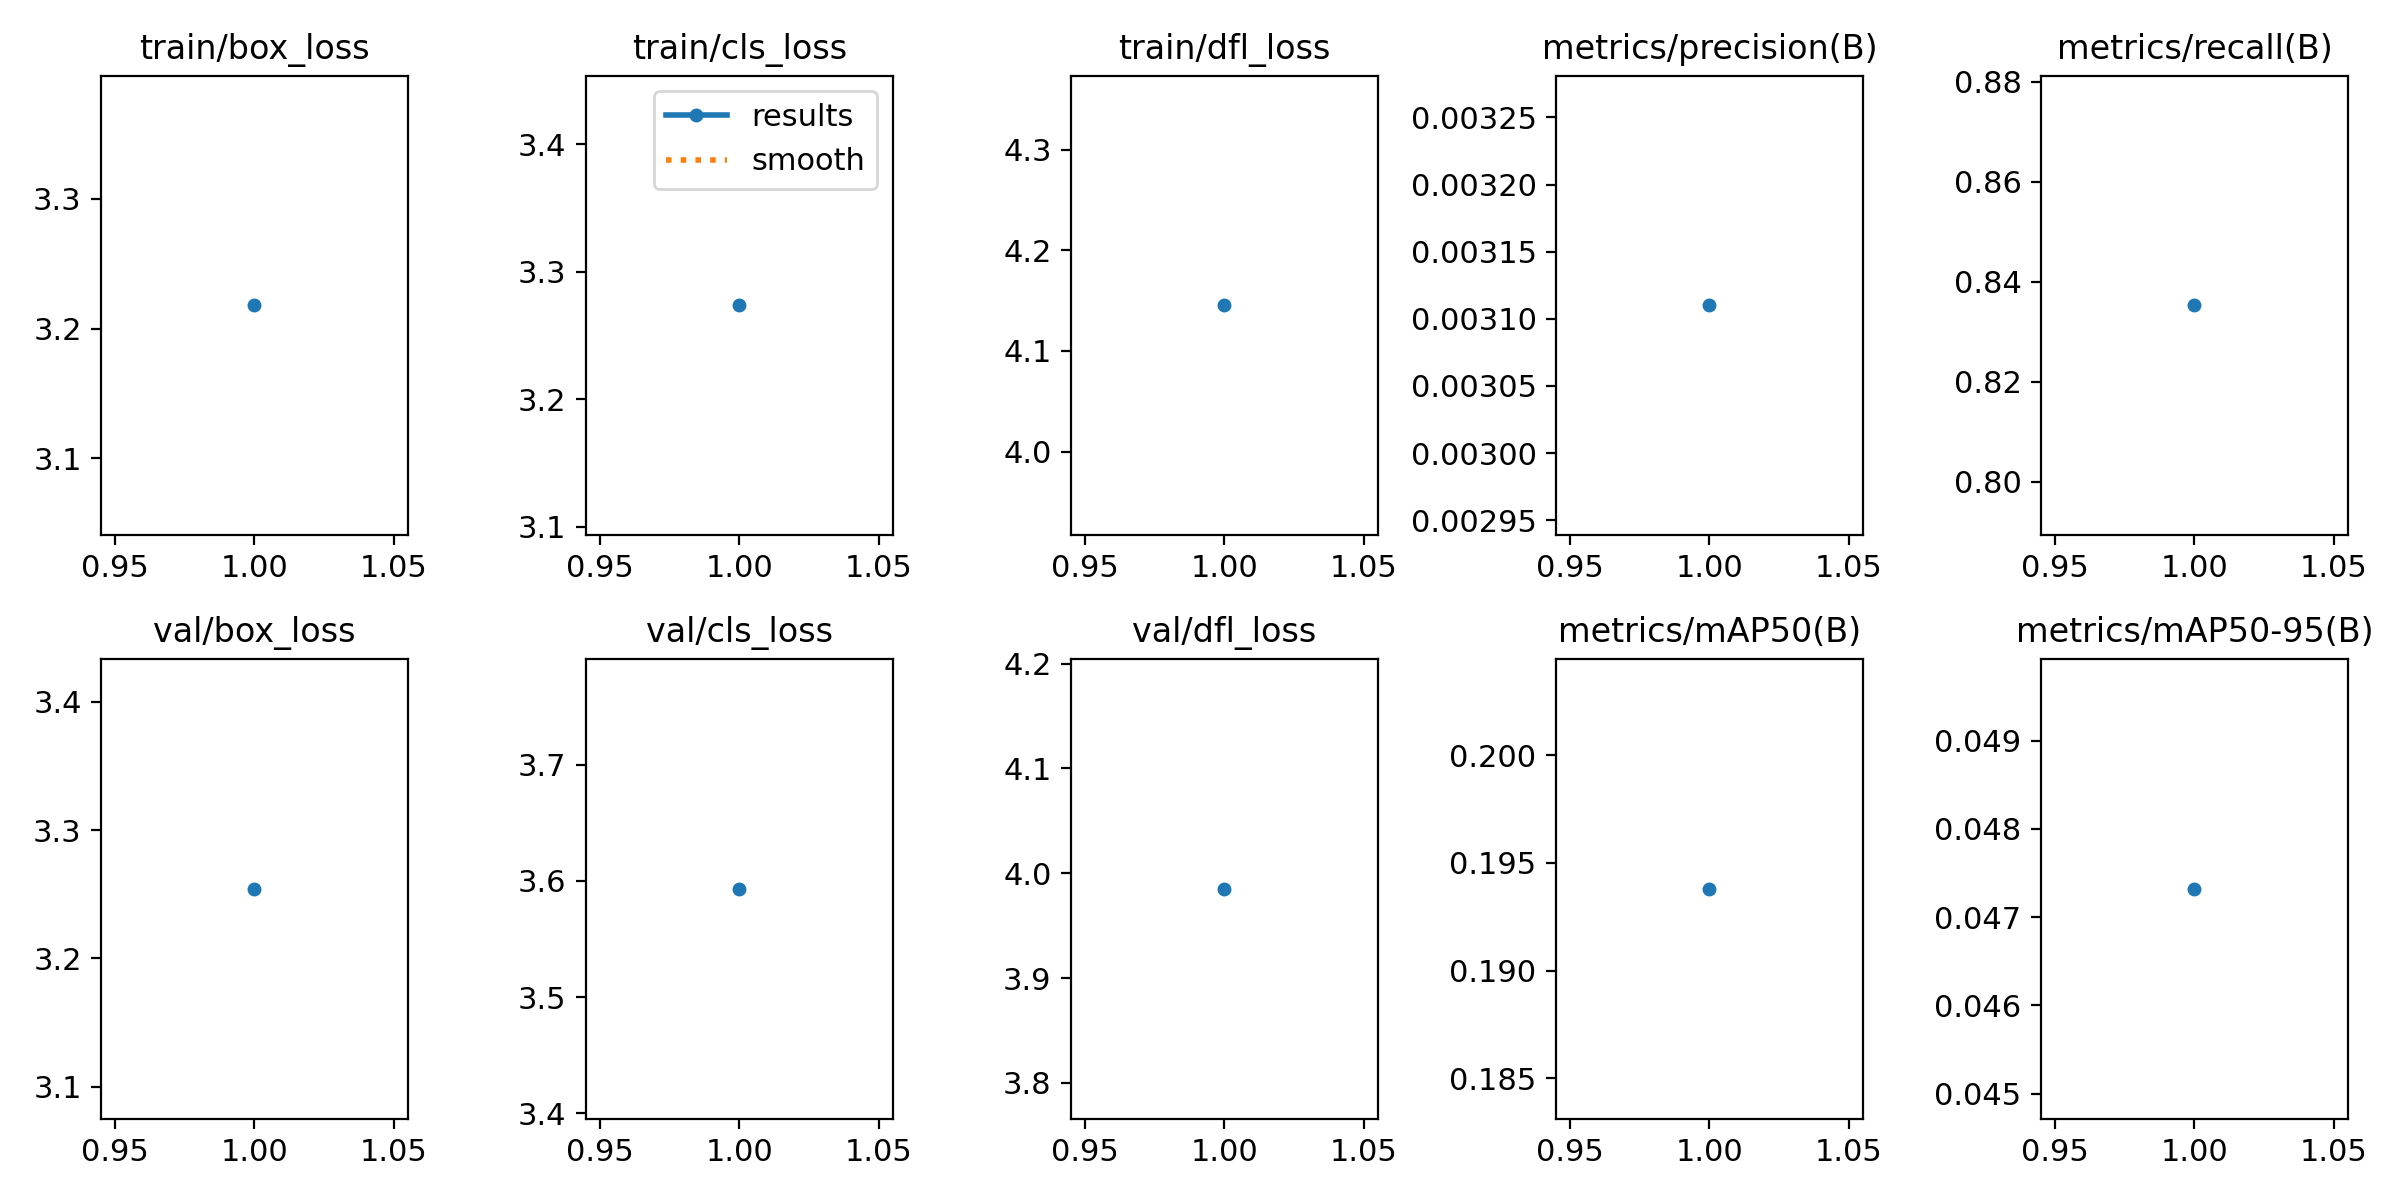 train/box_loss
3.3
3.2
3.1
0.95 1.00 1.05
train/cls_loss
results
smooth
3.4
3.3
3.2
3.1
0.95 1.00 1.05
train/dfl_loss
4.3
4.2
4.1
4.0
0.95 1.00 1.05
metrics/precision(B)
0.00325
0.00320
0.00315
0.00310
0.00305
0.00300
0.00295
0.95 1.00 1.05
metrics/recall(B)
0.88
0.86
0.84
0.82
0.80
0.95 1.00 1.05
val/box_loss
3.4
3.3
3.2
3.1
0.95 1.00 1.05
val/cls_loss
3.7
3.6
3.5
3.4
0.95 1.00 1.05
val/dfl_loss
4.2
4.1
4.0
3.9
3.8
0.95 1.00 1.05
metrics/mAP50(B)
0.200
0.195
0.190
0.185
0.95 1.00 1.05
metrics/mAP50-95(B)
0.049
0.048
0.047
0.046
0.045
0.95 1.00 1.05